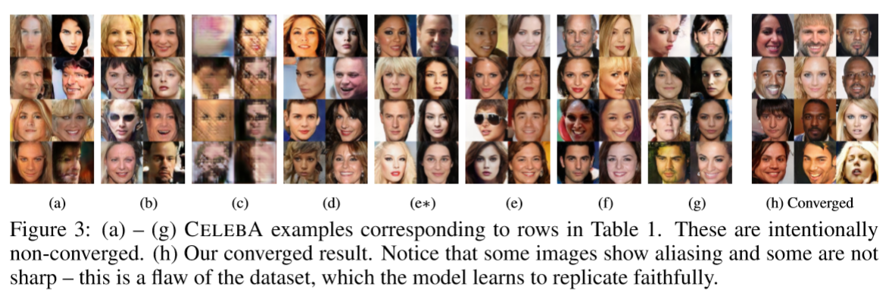 (a) (b) (c) (d) (e∗) (e) (f) (g) (h) Converged
Figure 3: (a) – (g) CELEBA examples corresponding to rows in Table 1. These are intentionally
non-converged. (h) Our converged result. Notice that some images show aliasing and some are not
sharp – this is a flaw of the dataset, which the model learns to replicate faithfully.